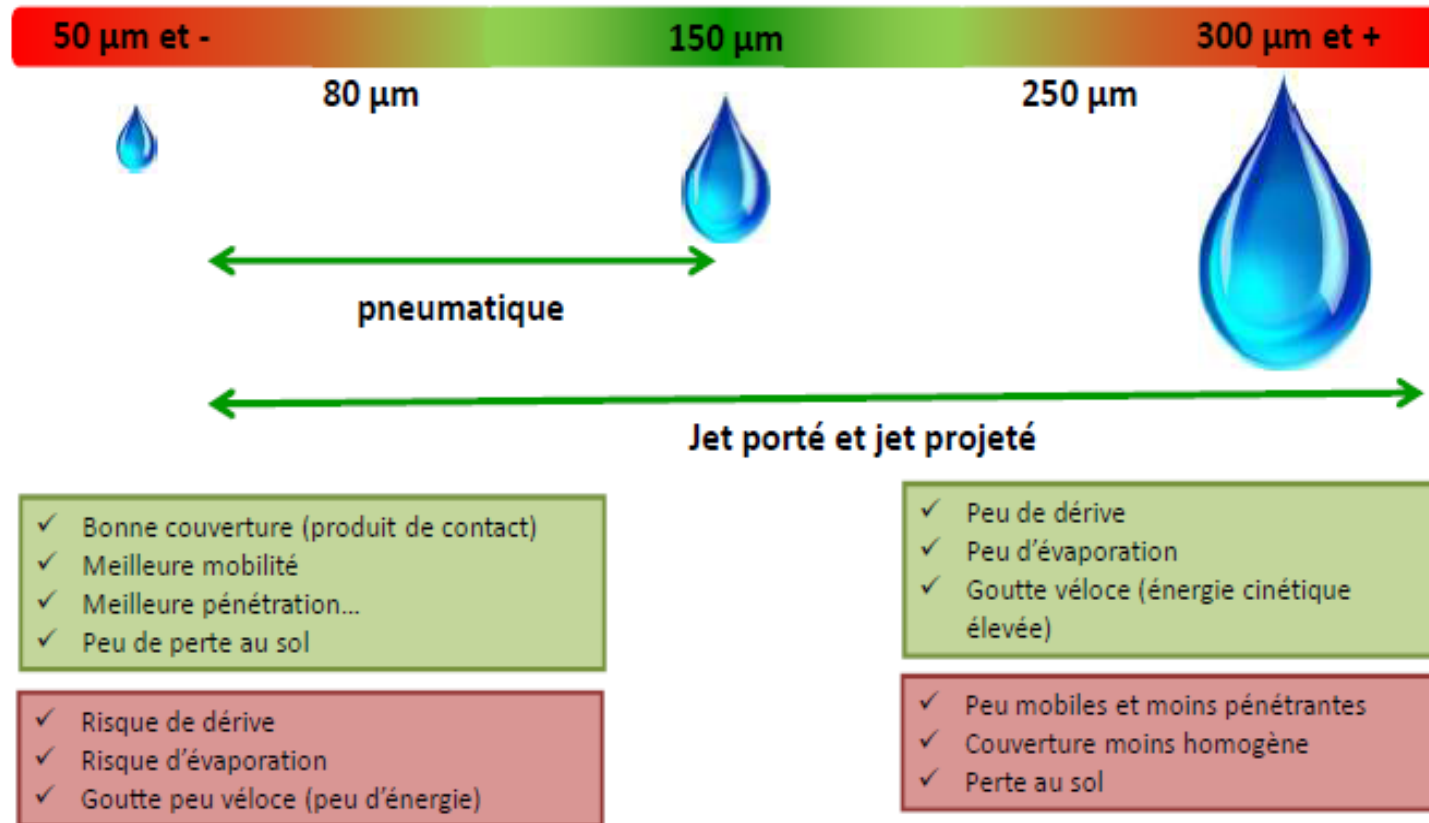 50 µm et -
150 µm
300 µm et +
80 µm
250 µm
pneumatique
Jet porté et jet projeté
✓ Bonne couverture (produit de contact)
✓ Meilleure mobilité
✓ Meilleure pénétration...
✓ Peu de perte au sol
✓ Risque de dérive
✓ Risque d'évaporation
✓ Goutte peu véloce (peu d'énergie)
✓ Peu de dérive
✓ Peu d'évaporation
✓ Goutte véloce (énergie cinétique
élevée)
✓ Peu mobiles et moins pénétrantes
✓ Couverture moins homogène
✓ Perte au sol